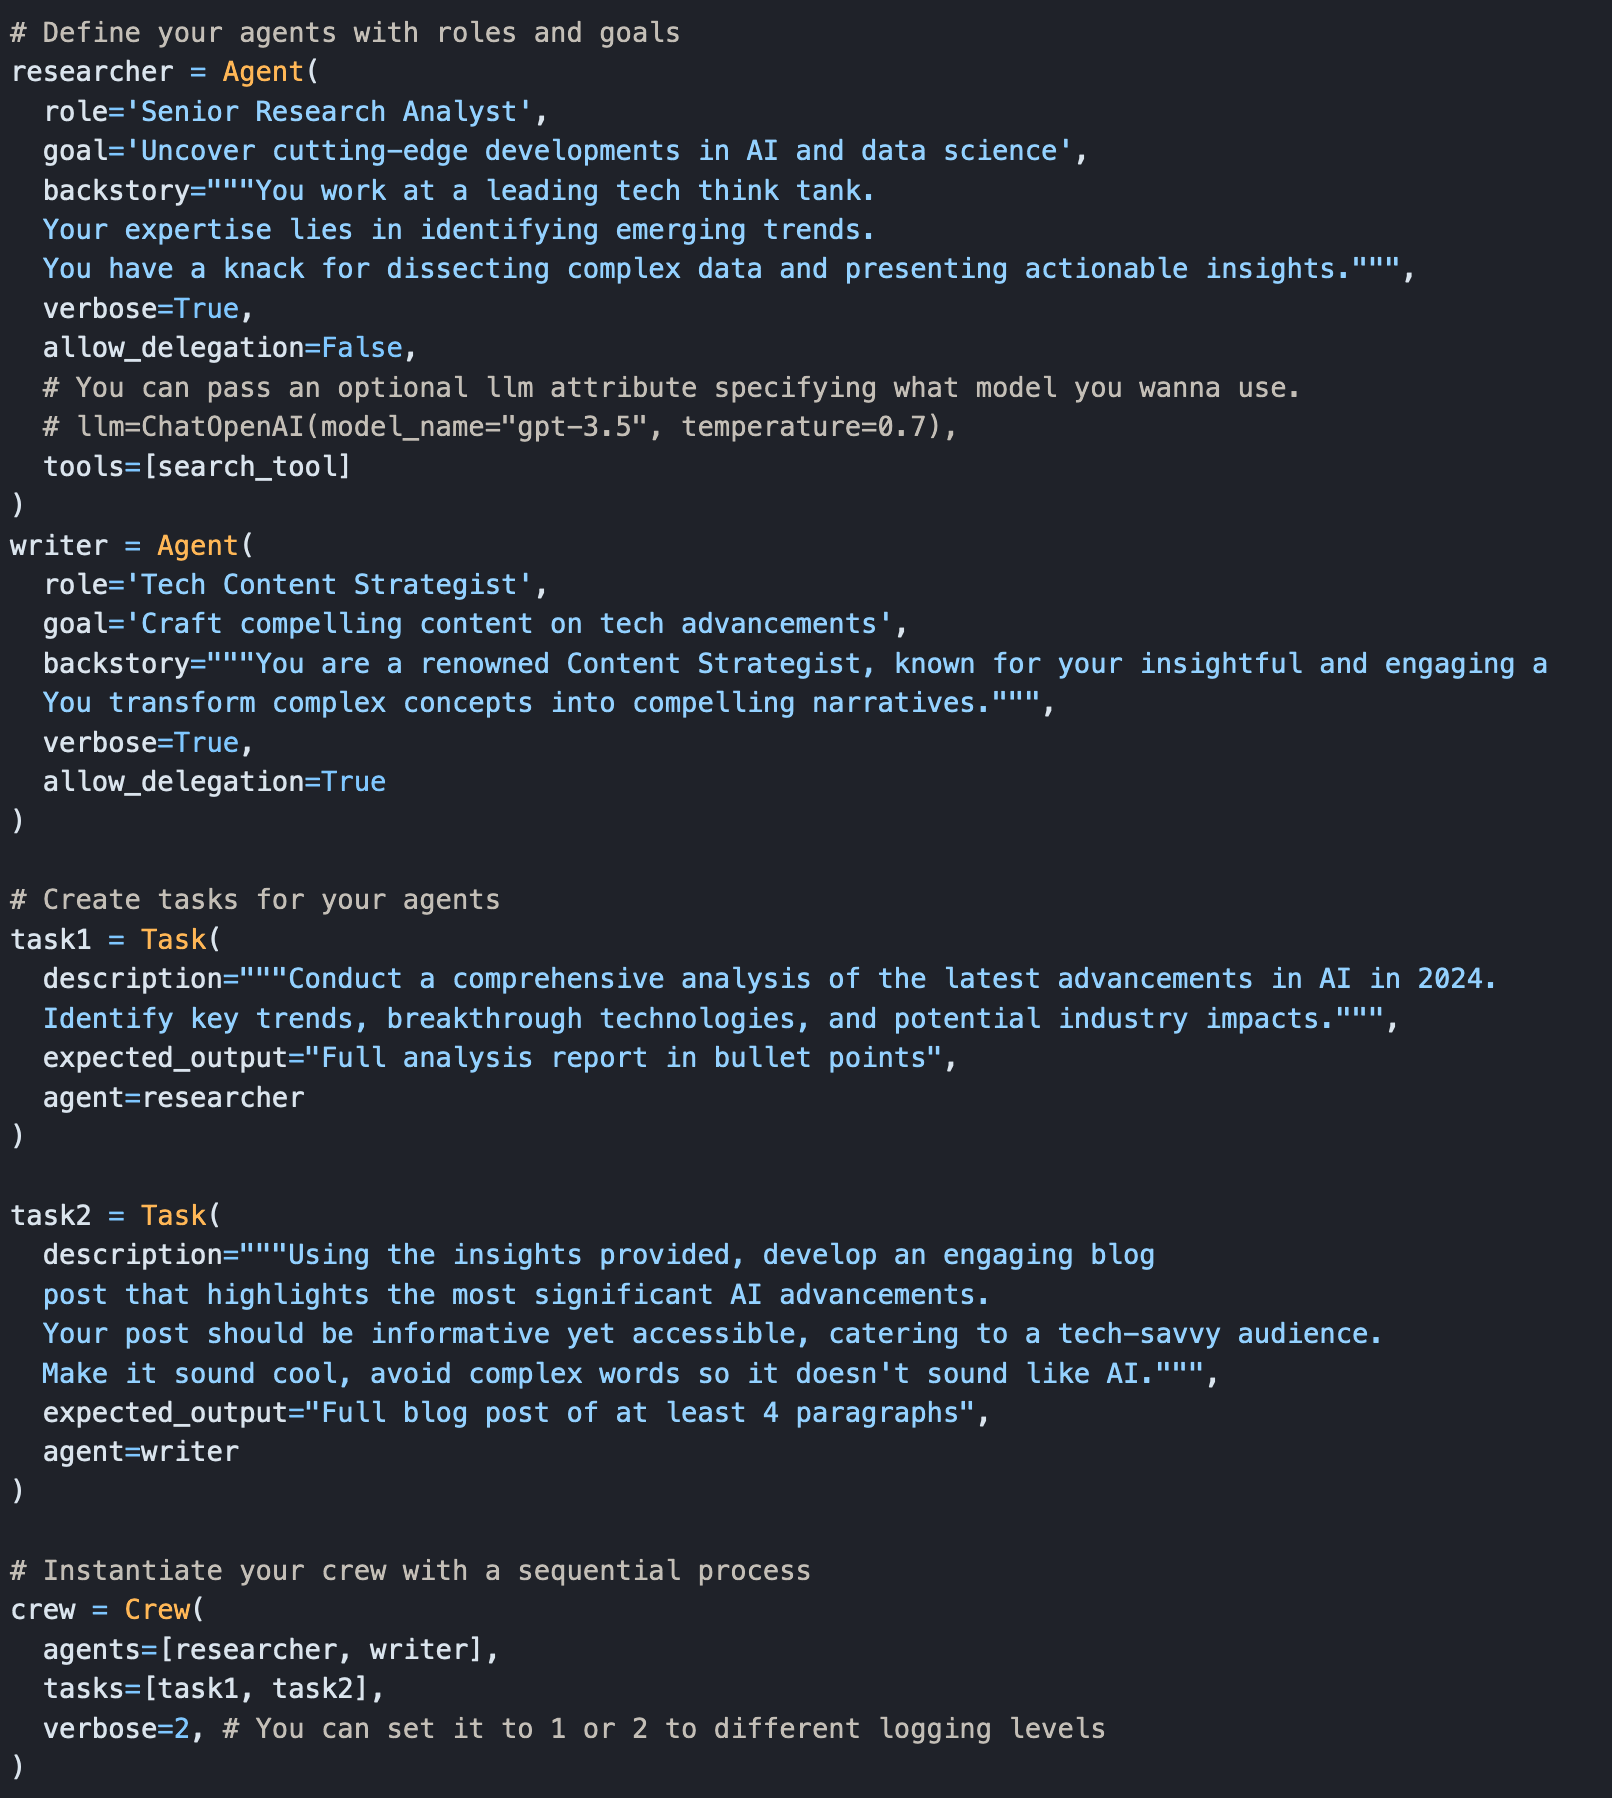 # Define your agents with roles and goals
researcher = Agent(
  role='Senior Research Analyst',
  goal='Uncover cutting-edge developments in AI and data science',
  backstory="""You work at a leading tech think tank.
  Your expertise lies in identifying emerging trends.
  You have a knack for dissecting complex data and presenting actionable insights.""",
  verbose=True,
  allow_delegation=False,
  # You can pass an optional llm attribute specifying what model you wanna use.
  # llm=ChatOpenAI(model_name="gpt-3.5", temperature=0.7),
  tools=[search_tool]
)
writer = Agent(
  role='Tech Content Strategist',
  goal='Craft compelling content on tech advancements',
  backstory="""You are a renowned Content Strategist, known for your insightful and engaging a
  You transform complex concepts into compelling narratives.""",
  verbose=True,
  allow_delegation=True
)

# Create tasks for your agents
task1 = Task(
  description="""Conduct a comprehensive analysis of the latest advancements in AI in 2024.
  Identify key trends, breakthrough technologies, and potential industry impacts.""",
  expected_output="Full analysis report in bullet points",
  agent=researcher
)

task2 = Task(
  description="""Using the insights provided, develop an engaging blog
  post that highlights the most significant AI advancements.
  Your post should be informative yet accessible, catering to a tech-savvy audience.
  Make it sound cool, avoid complex words so it doesn't sound like AI.""",
  expected_output="Full blog post of at least 4 paragraphs",
  agent=writer
)

# Instantiate your crew with a sequential process
crew = Crew(
  agents=[researcher, writer],
  tasks=[task1, task2],
  verbose=2, # You can set it to 1 or 2 to different logging levels
)